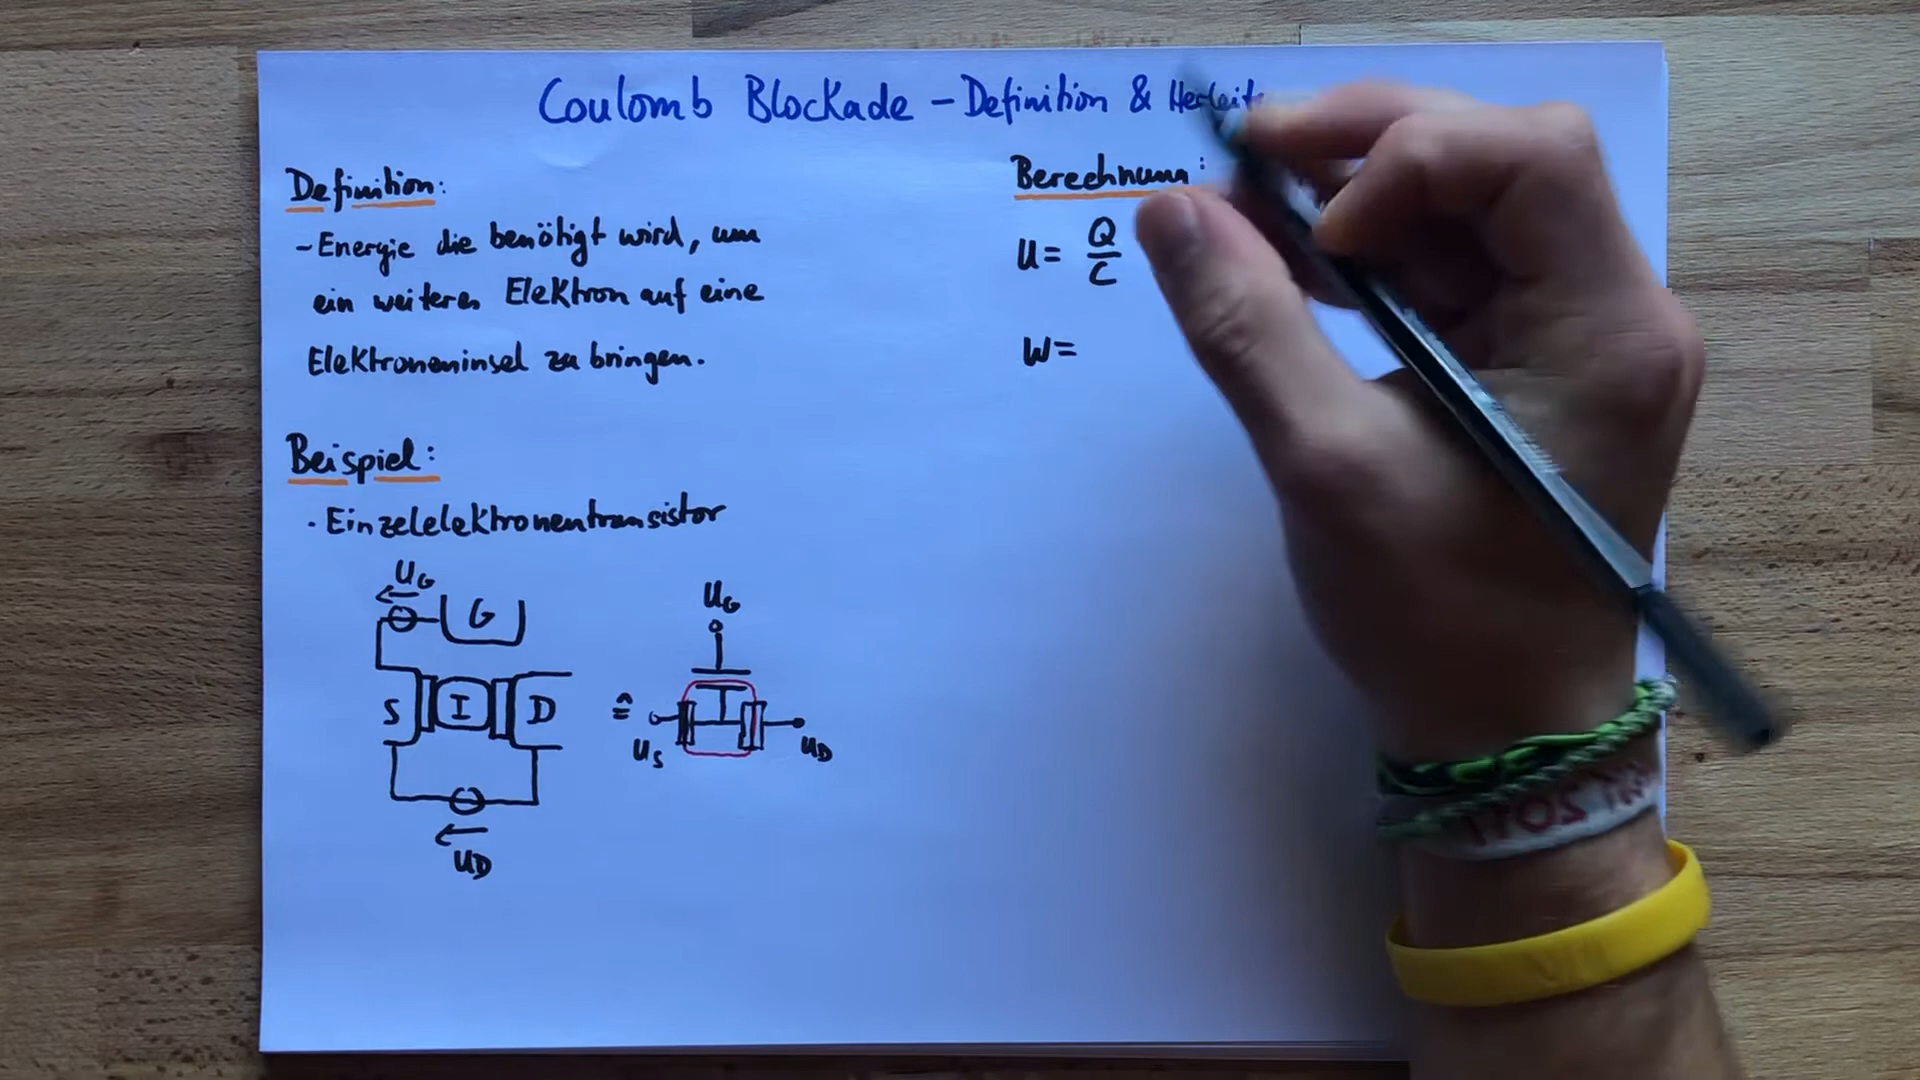 Coulomb Blockade - Definition &
Definition:
- Energie die benötigt wird, um
ein weiteres Elektron auf eine
Elektroneninsel zu bringen.
Beispiel:
· Einzelelektronentransistor
U_G
G
S I D
U_D
≙
U_G
U_S
U_D
Berechnung:
U = Q/C
W =